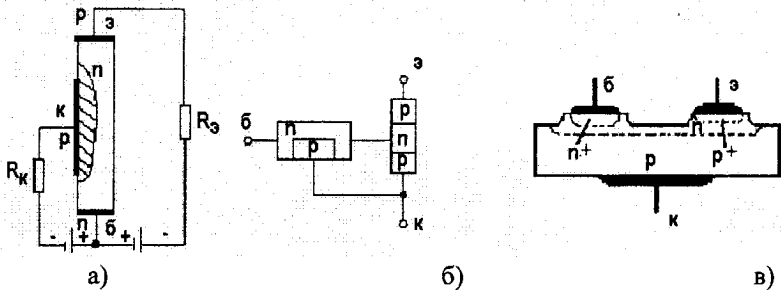 р э
n
к
р
Rэ
Rк
n б
- + + -
а)
э
р
б n n
р р
к
б)
б э
n n+ p+
р
к
в)